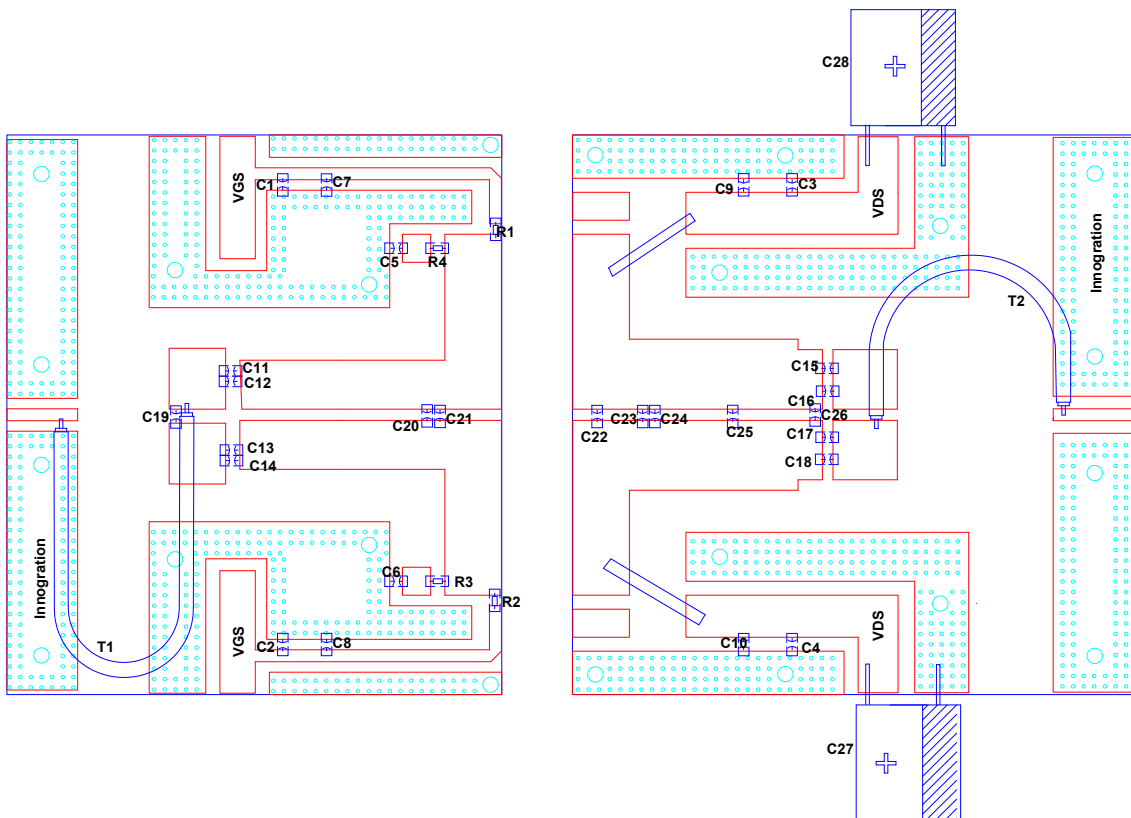 C28
C1
C7
VGS
R1
C5
R4
C9
C3
VDS
Innogration
T2
C11
C12
C19
C20
C21
C13
C14
C15
C16
C22
C23
C24
C25
C26
C17
C18
Innogration
T1
C6
R3
R2
C2
C8
VGS
C10
C4
VDS
C27